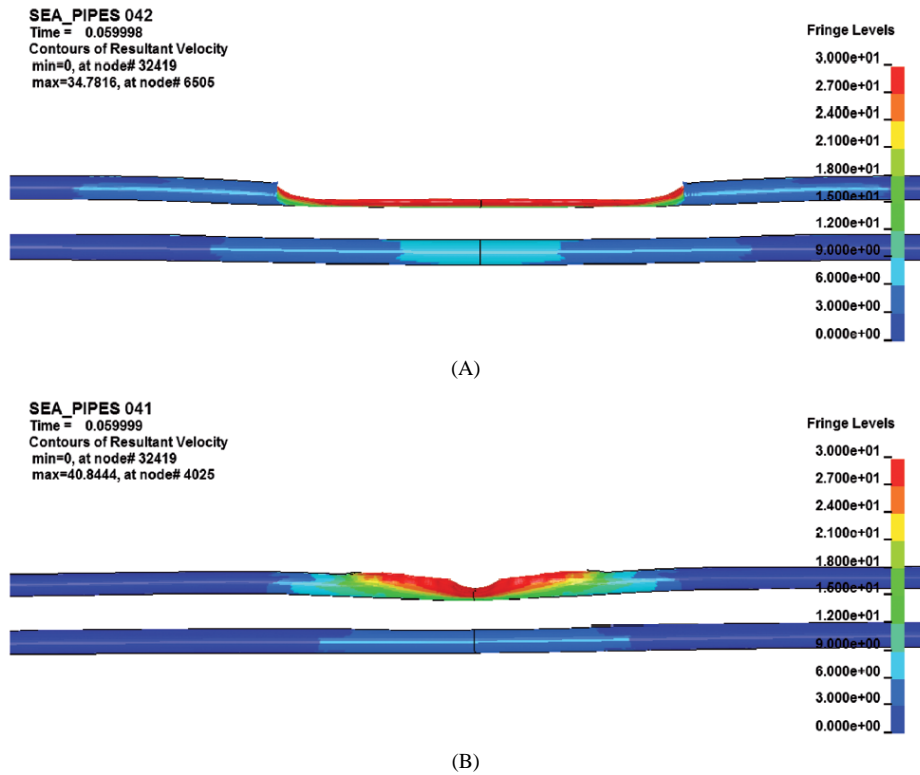 SEA_PIPES 042
Time = 0.059998
Contours of Resultant Velocity
min=0, at node# 32419
max=34.7816, at node# 6505
Fringe Levels
3.000e+01
2.700e+01
2.400e+01
2.100e+01
1.800e+01
1.500e+01
1.200e+01
9.000e+00
6.000e+00
3.000e+00
0.000e+00
(A)
SEA_PIPES 041
Time = 0.059999
Contours of Resultant Velocity
min=0, at node# 32419
max=40.8444, at node# 4025
Fringe Levels
3.000e+01
2.700e+01
2.400e+01
2.100e+01
1.800e+01
1.500e+01
1.200e+01
9.000e+00
6.000e+00
3.000e+00
0.000e+00
(B)